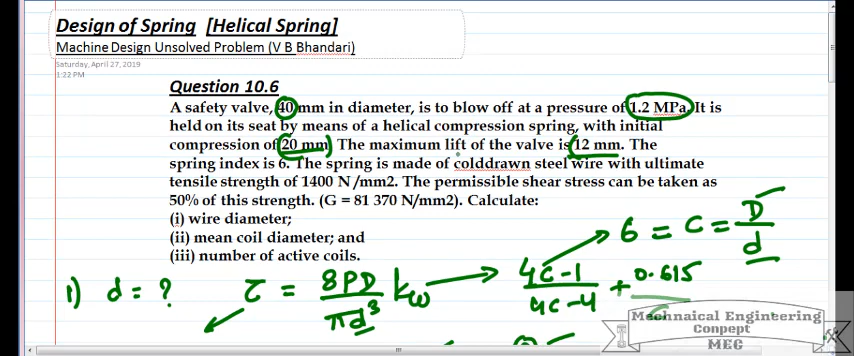 Design of Spring [Helical Spring]
Machine Design Unsolved Problem (V B Bhandari)
Saturday, April 27, 2019
1:22 PM
Question 10.6
A safety valve, 40 mm in diameter, is to blow off at a pressure of 1.2 MPa. It is
held on its seat by means of a helical compression spring, with initial
compression of 20 mm. The maximum lift of the valve is 12 mm. The
spring index is 6. The spring is made of colddrawn steel wire with ultimate
tensile strength of 1400 N/mm2. The permissible shear stress can be taken as
50% of this strength. (G = 81 370 N/mm2). Calculate:
(i) wire diameter;
(ii) mean coil diameter; and
(iii) number of active coils.
6 = C = D/d
1) d = ? τ = 8PD/πd³ kω → 4C-1/4C-4 + 0.615
Mechnaical Engineering
Conpept
MEC